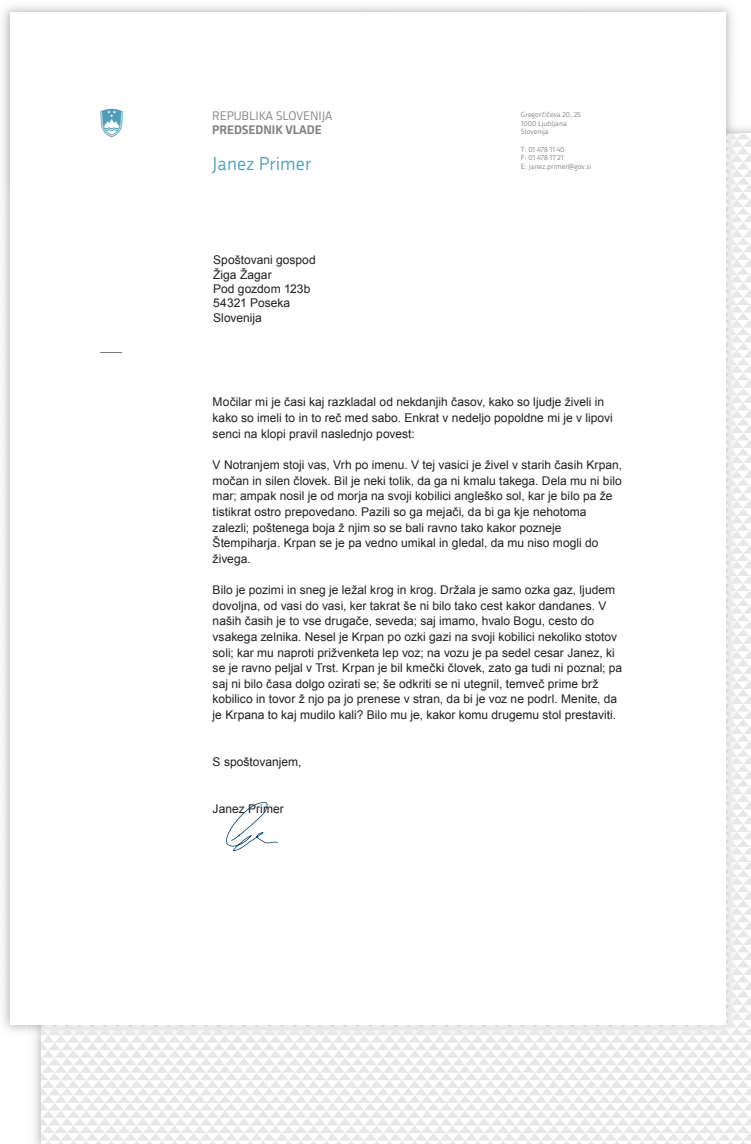 REPUBLIKA SLOVENIJA
PREDSEDNIK VLADE
Janez Primer
Gregorčičeva 20, 25
1000 Ljubljana
Slovenija
T: 01 478 11 40
F: 01 478 17 21
E: janez.primer@gov.si
Spoštovani gospod
Žiga Žagar
Pod gozdom 123b
54321 Poseka
Slovenija
Močilar mi je časi kaj razkladal od nekdanjih časov, kako so ljudje živeli in
kako so imeli to in to reč med sabo. Enkrat v nedeljo popoldne mi je v lipovi
senci na klopi pravil naslednjo povest:
V Notranjem stoji vas, Vrh po imenu. V tej vasici je živel v starih časih Krpan,
močan in silen človek. Bil je neki tolik, da ga ni kmalu takega. Dela mu ni bilo
mar; ampak nosil je od morja na svoji kobilici angleško sol, kar je bilo pa že
tistikrat ostro prepovedano. Pazili so ga mejači, da bi ga kje nehotoma
zalezli; poštenega boja ž njim so se bali ravno tako kakor pozneje
Štempiharja. Krpan se je pa vedno umikal in gledal, da mu niso mogli do
živega.
Bilo je pozimi in sneg je ležal krog in krog. Držala je samo ozka gaz, ljudem
dovoljna, od vasi do vasi, ker takrat še ni bilo tako cest kakor dandanes. V
naših časih je to vse drugače, seveda; saj imamo, hvalo Bogu, cesto do
vsakega zelnika. Nesel je Krpan po ozki gazi na svoji kobilici nekoliko stotov
soli; kar mu naproti prižvenketa lep voz; na vozu je pa sedel cesar Janez, ki
se je ravno peljal v Trst. Krpan je bil kmečki človek, zato ga tudi ni poznal; pa
saj ni bilo časa dolgo ozirati se; še odkriti se ni utegnil, temveč prime brž
kobilico in tovor ž njo pa jo prenese v stran, da bi je voz ne podrl. Menite, da
je Krpana to kaj mudilo kali? Bilo mu je, kakor komu drugemu stol prestaviti.
S spoštovanjem,
Janez Primer